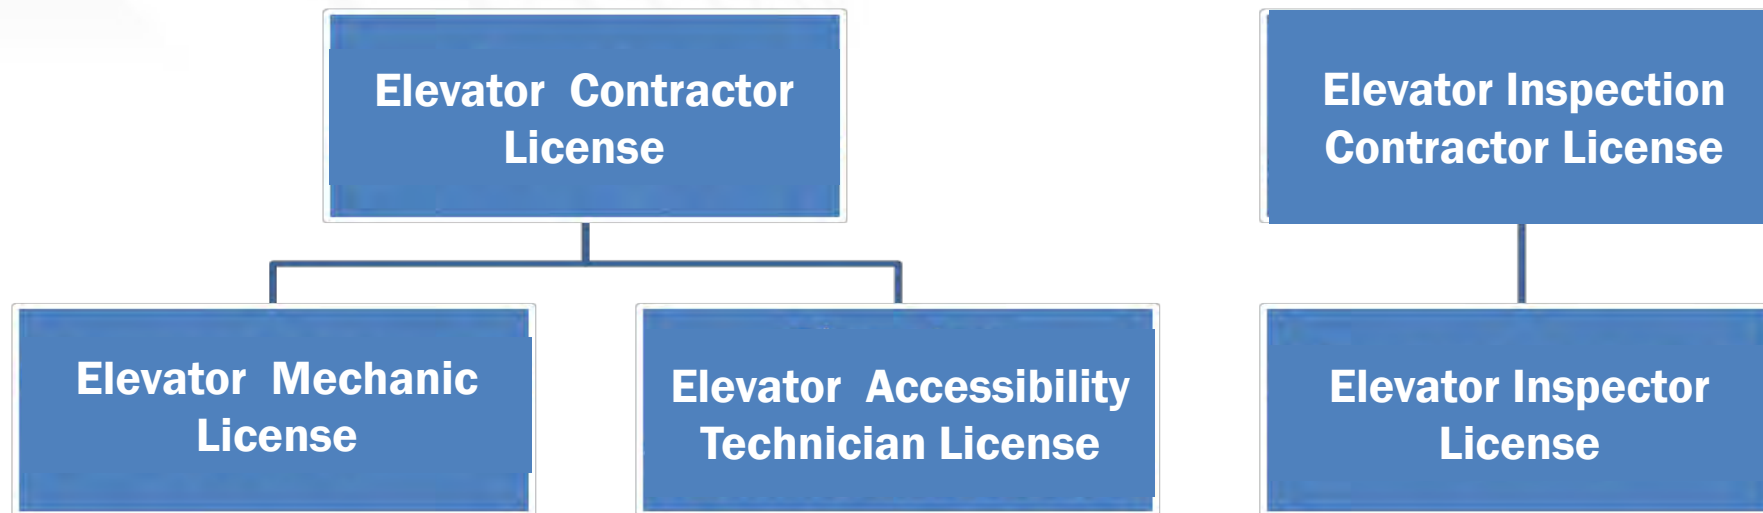 Elevator Contractor
License
Elevator Inspection
Contractor License
Elevator Mechanic
License
Elevator Accessibility
Technician License
Elevator Inspector
License